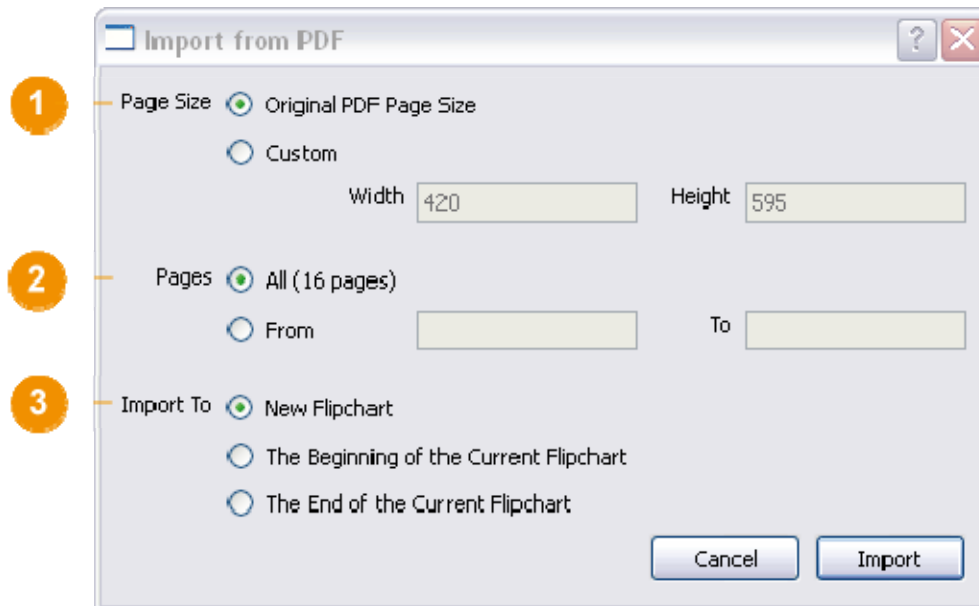 Import from PDF
?
1
Page Size Original PDF Page Size
Custom
Width 420 Height 595
2
Pages All (16 pages)
From To
3
Import To New Flipchart
The Beginning of the Current Flipchart
The End of the Current Flipchart
Cancel Import